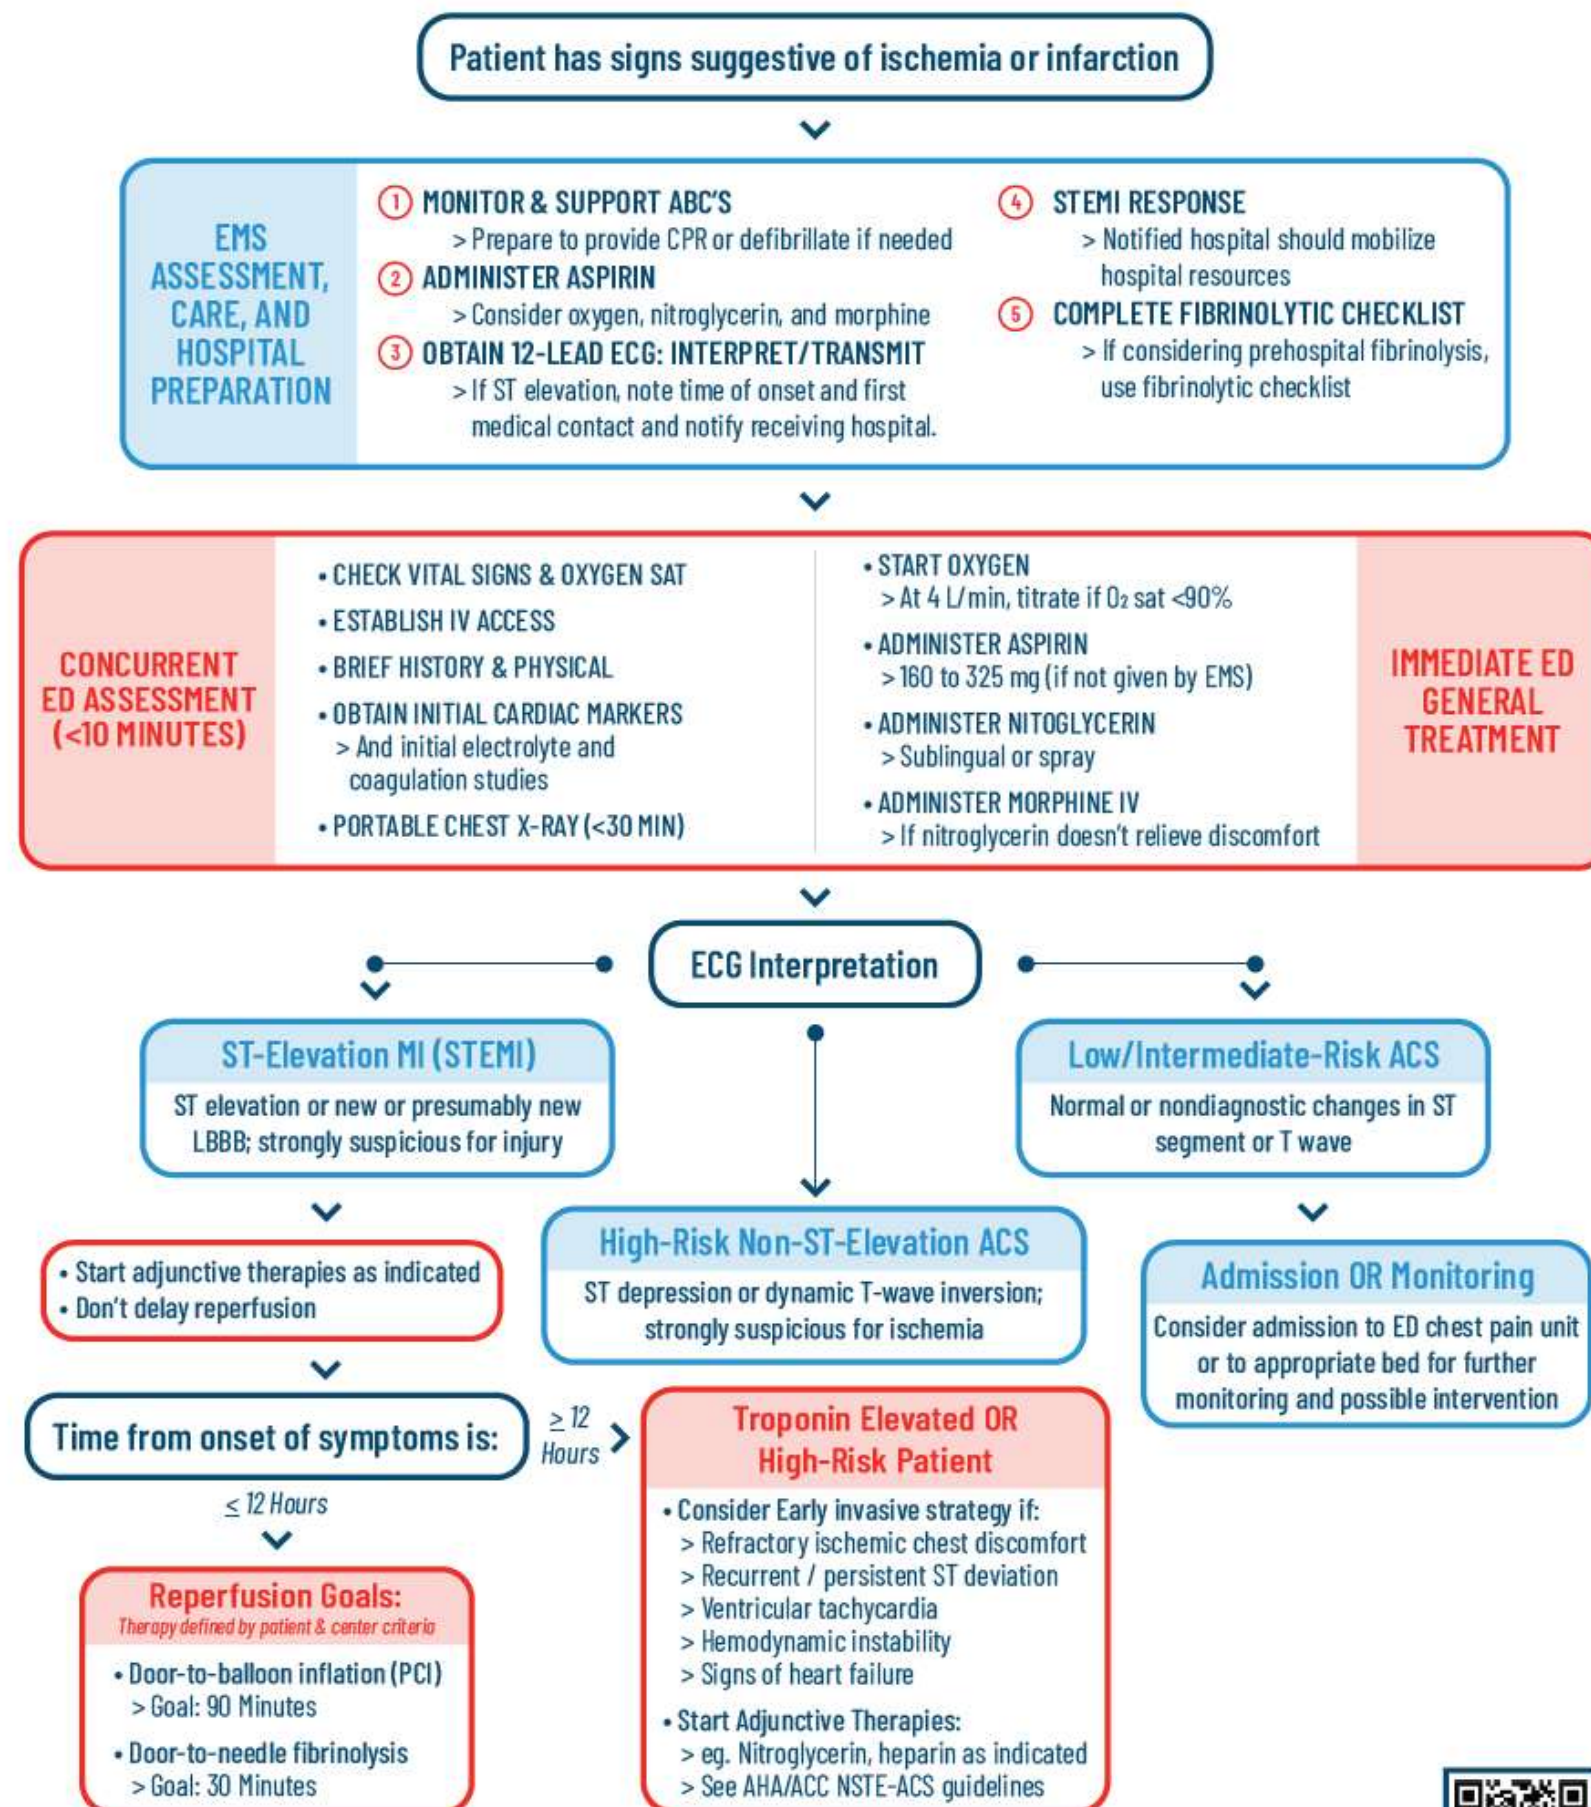 Patient has signs suggestive of ischemia or infarction
EMS
ASSESSMENT,
CARE, AND
HOSPITAL
PREPARATION
1 MONITOR & SUPPORT ABC'S
> Prepare to provide CPR or defibrillate if needed
2 ADMINISTER ASPIRIN
> Consider oxygen, nitroglycerin, and morphine
3 OBTAIN 12-LEAD ECG: INTERPRET/TRANSMIT
> If ST elevation, note time of onset and first
medical contact and notify receiving hospital.
4 STEMI RESPONSE
> Notified hospital should mobilize
hospital resources
5 COMPLETE FIBRINOLYTIC CHECKLIST
> If considering prehospital fibrinolysis,
use fibrinolytic checklist
CONCURRENT
ED ASSESSMENT
(<10 MINUTES)
• CHECK VITAL SIGNS & OXYGEN SAT
• ESTABLISH IV ACCESS
• BRIEF HISTORY & PHYSICAL
• OBTAIN INITIAL CARDIAC MARKERS
> And initial electrolyte and
coagulation studies
• PORTABLE CHEST X-RAY (<30 MIN)
• START OXYGEN
> At 4 L/min, titrate if O₂ sat <90%
• ADMINISTER ASPIRIN
> 160 to 325 mg (if not given by EMS)
• ADMINISTER NITOGLYCERIN
> Sublingual or spray
• ADMINISTER MORPHINE IV
> If nitroglycerin doesn't relieve discomfort
IMMEDIATE ED
GENERAL
TREATMENT
ECG Interpretation
ST-Elevation MI (STEMI)
ST elevation or new or presumably new
LBBB; strongly suspicious for injury
Low/Intermediate-Risk ACS
Normal or nondiagnostic changes in ST
segment or T wave
High-Risk Non-ST-Elevation ACS
ST depression or dynamic T-wave inversion;
strongly suspicious for ischemia
• Start adjunctive therapies as indicated
• Don't delay reperfusion
Admission OR Monitoring
Consider admission to ED chest pain unit
or to appropriate bed for further
monitoring and possible intervention
Time from onset of symptoms is:
≥ 12
Hours
≤ 12 Hours
Troponin Elevated OR
High-Risk Patient
• Consider Early invasive strategy if:
> Refractory ischemic chest discomfort
> Recurrent / persistent ST deviation
> Ventricular tachycardia
> Hemodynamic instability
> Signs of heart failure
• Start Adjunctive Therapies:
> eg. Nitroglycerin, heparin as indicated
> See AHA/ACC NSTE-ACS guidelines
Reperfusion Goals:
Therapy defined by patient & center criteria
• Door-to-balloon inflation (PCI)
> Goal: 90 Minutes
• Door-to-needle fibrinolysis
> Goal: 30 Minutes